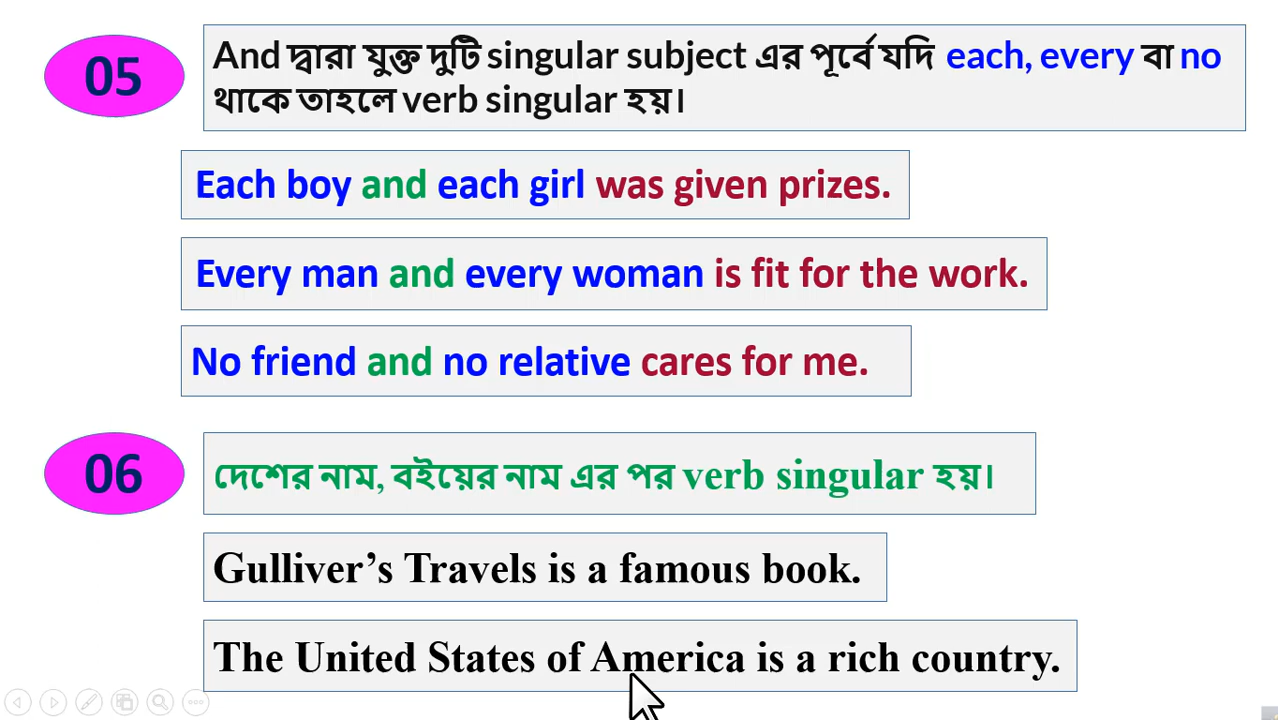 05
And দ্বারা যুক্ত দুটি singular subject এর পূর্বে যদি each, every বা no
থাকে তাহলে verb singular হয়।
Each boy and each girl was given prizes.
Every man and every woman is fit for the work.
No friend and no relative cares for me.
06
দেশের নাম, বইয়ের নাম এর পর verb singular হয়।
Gulliver’s Travels is a famous book.
The United States of America is a rich country.